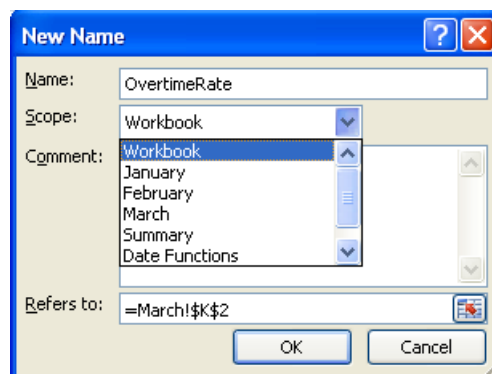 New Name
Name: OvertimeRate
Scope: Workbook
Comment: Workbook
January
February
March
Summary
Date Functions
Refers to: =March!$K$2
OK Cancel